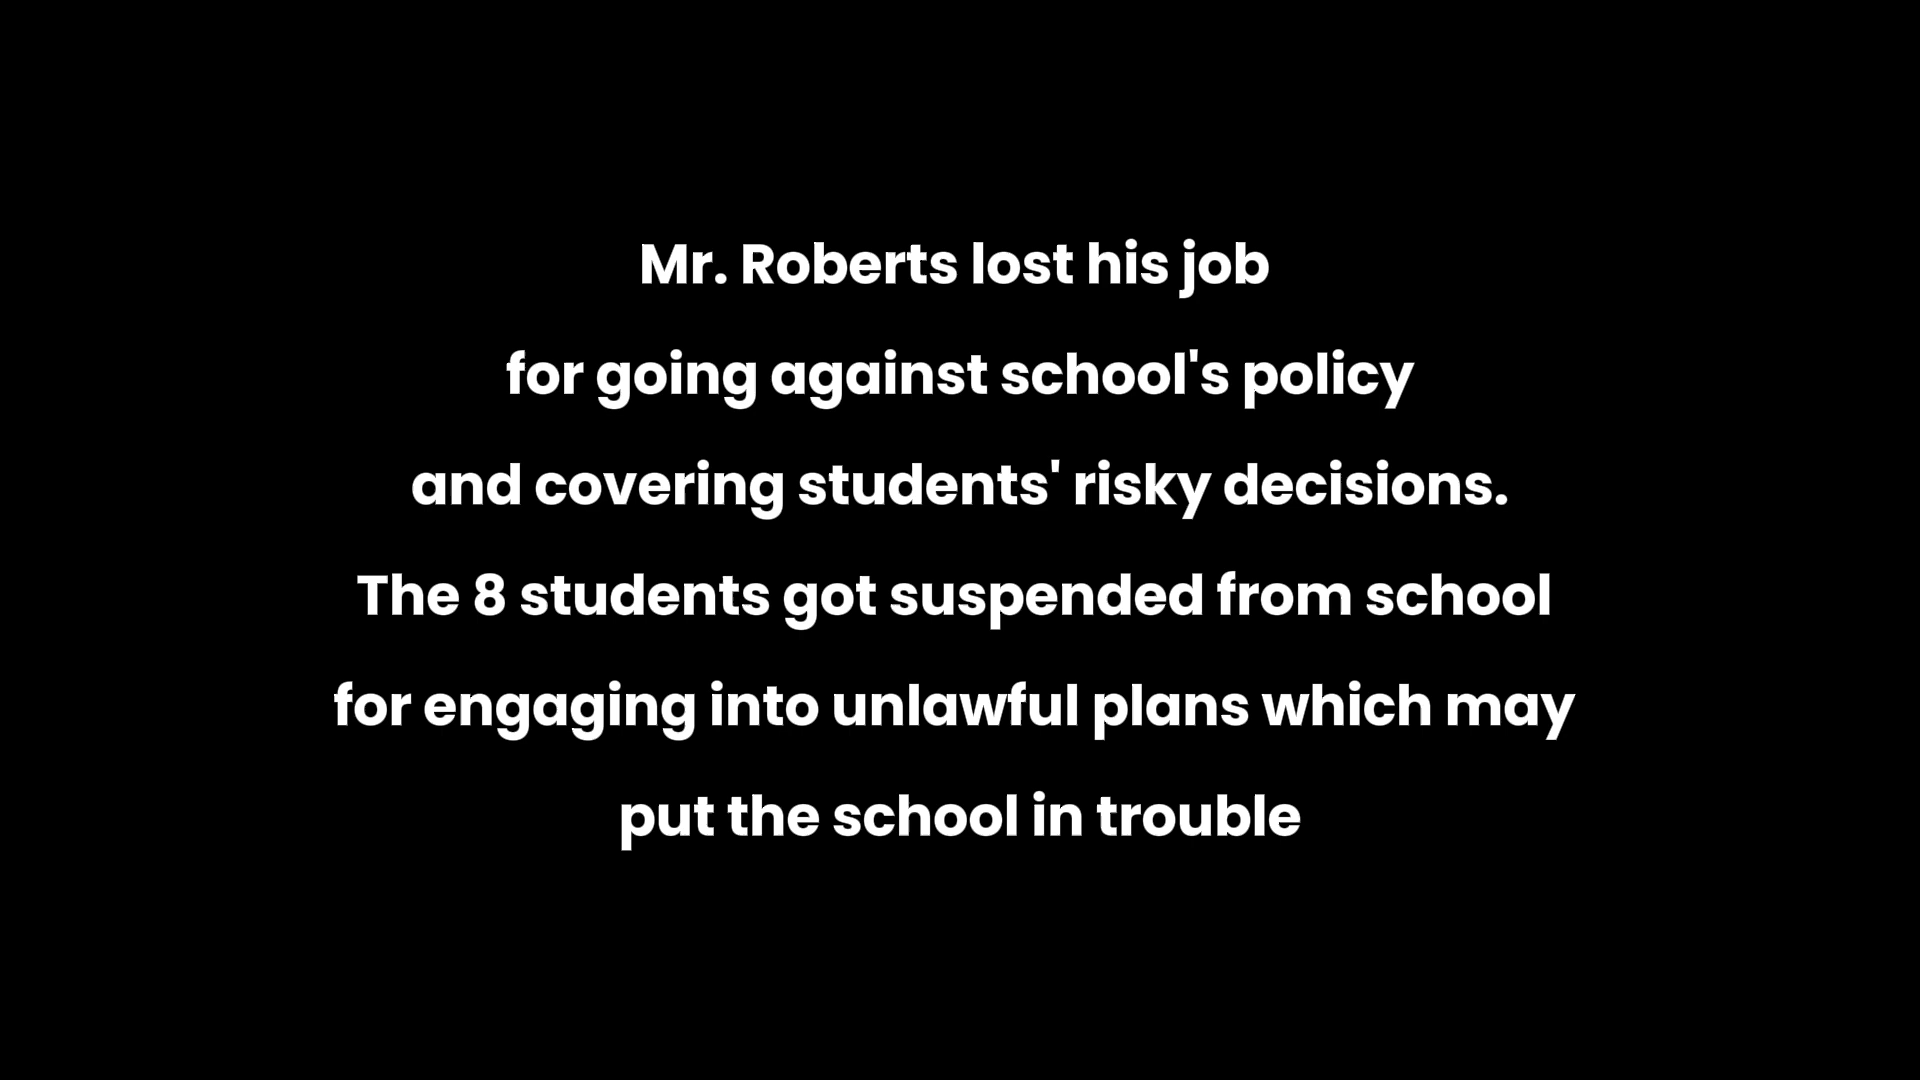 Mr. Roberts lost his job
for going against school's policy
and covering students' risky decisions.
The 8 students got suspended from school
for engaging into unlawful plans which may
put the school in trouble